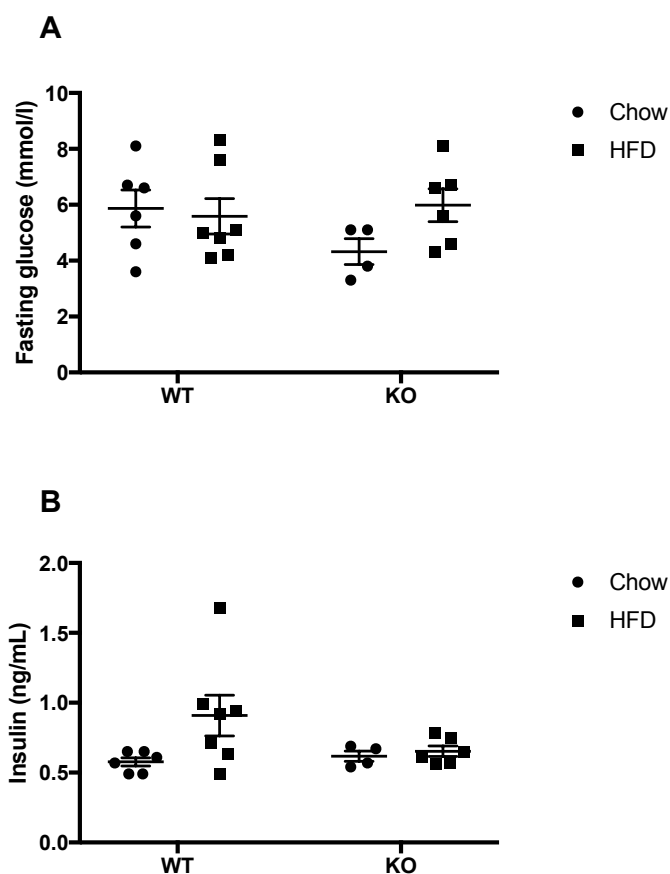 A
Fasting glucose (mmol/l)
10
8
6
4
2
0
WT
KO
Chow
HFD
B
Insulin (ng/mL)
2.0
1.5
1.0
0.5
0.0
WT
KO
Chow
HFD